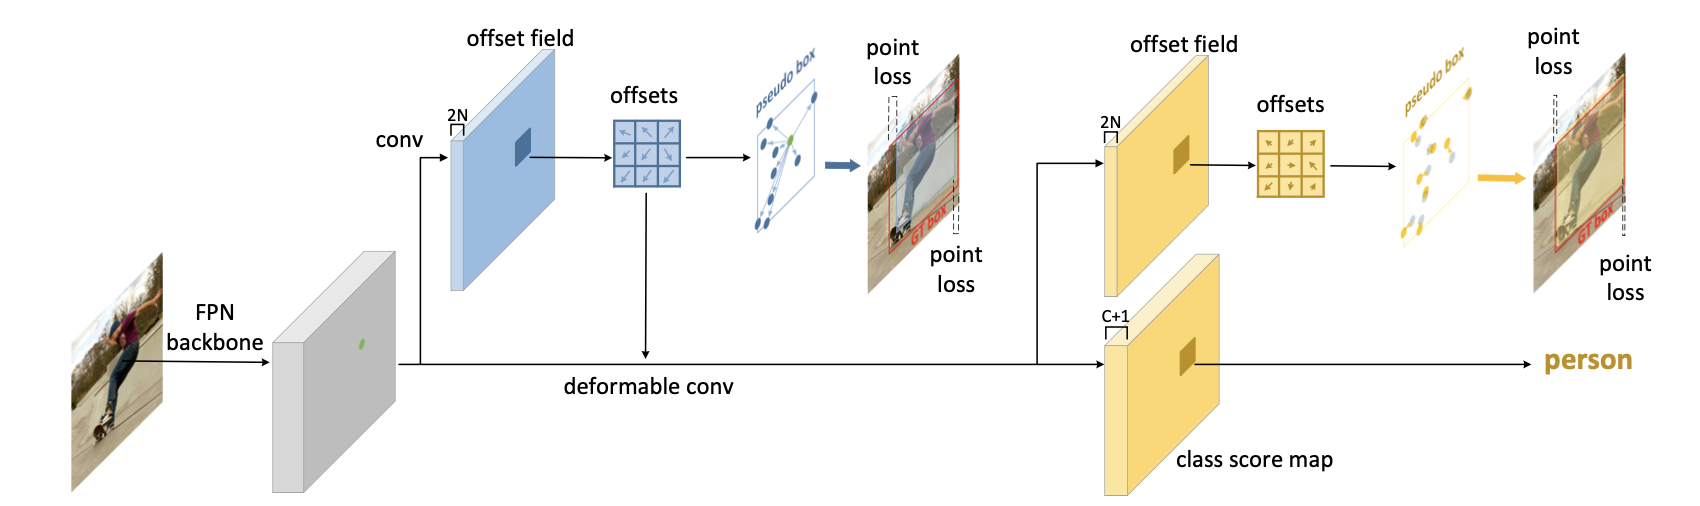 offset field
2N
conv
offsets
pseudo box
point
loss
GT box
point
loss
FPN
backbone
deformable conv
offset field
2N
offsets
pseudo box
point
loss
GT box
point
loss
C+1
class score map
person